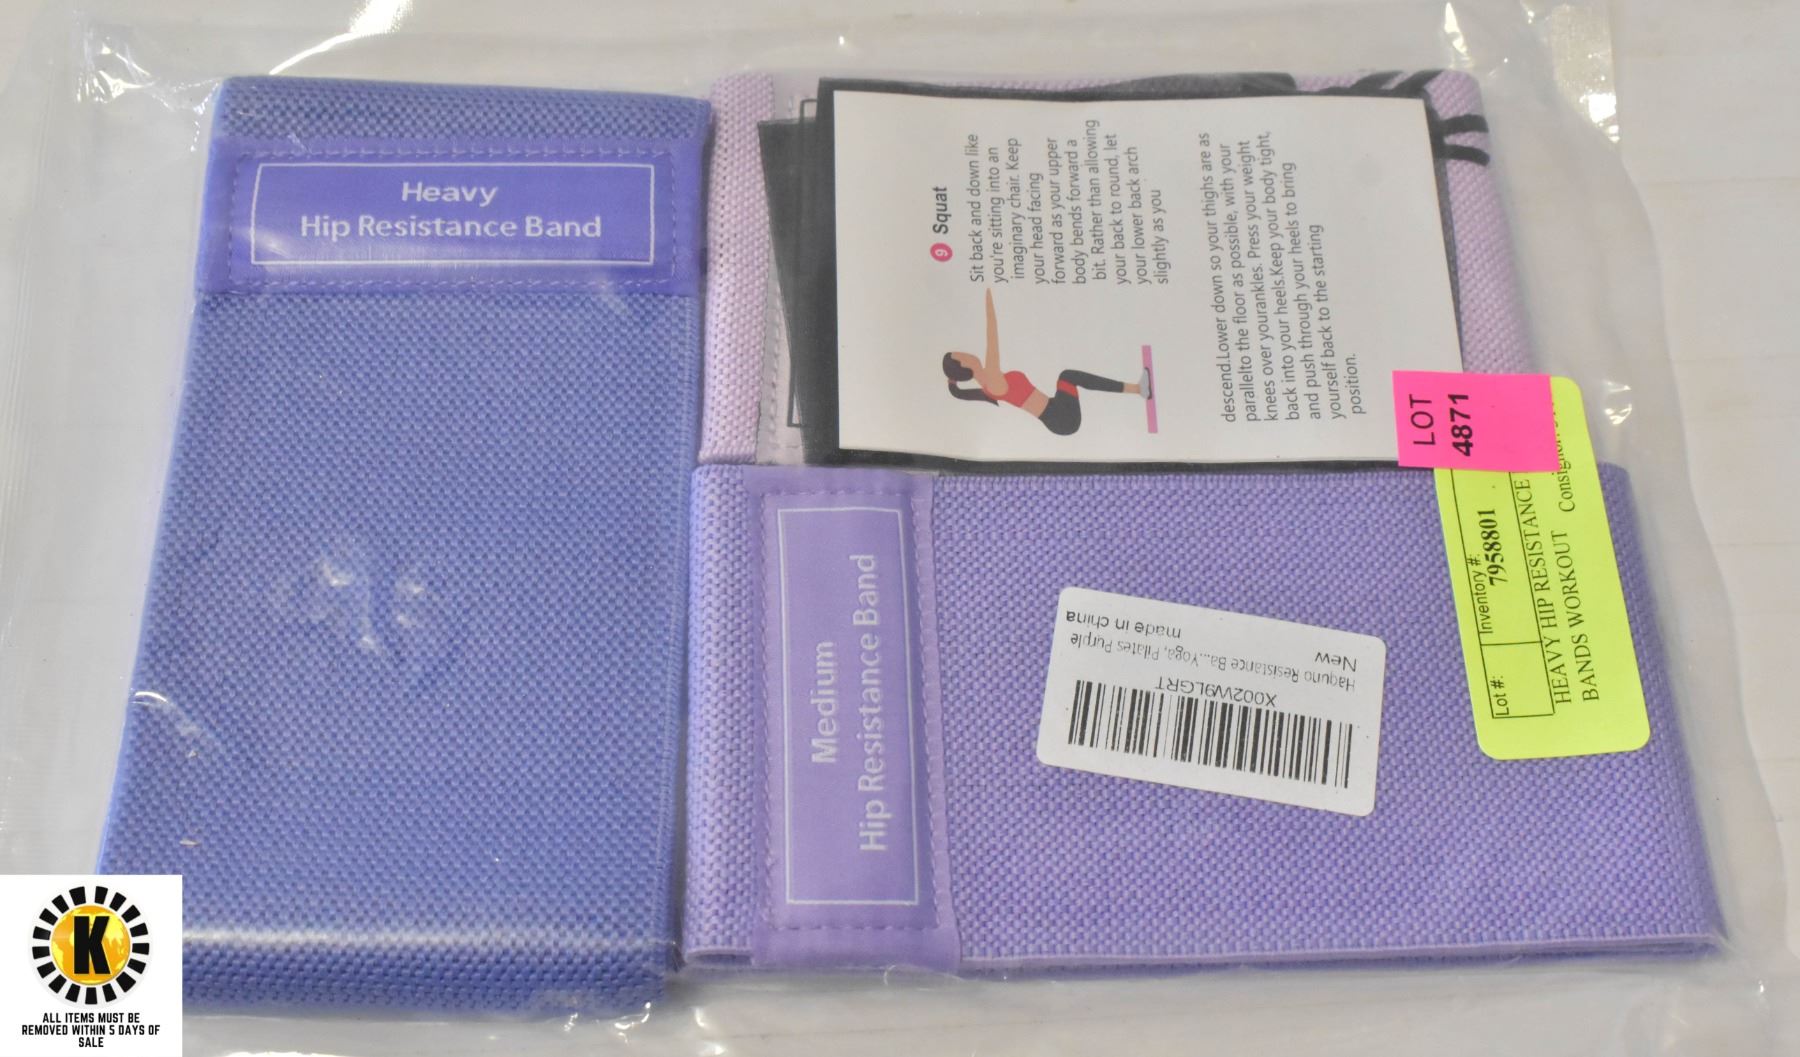 Heavy
Hip Resistance Band
9 Squat
Sit back and down like
you're sitting into an
imaginary chair. Keep
your head facing
forward as your upper
body bends forward a
bit. Rather than allowing
your back to round, let
your lower back arch
slightly as you
descend.Lower down so your thighs are as
parallelto the floor as possible, with your
knees over yourankles. Press your weight
back into your heels.Keep your body tight,
and push through your heels to bring
yourself back to the starting
position.
LOT
4871
Medium
Hip Resistance Band
X002W9LGRT
Haquno Resistance Ba...Yoga, Pilates Purple
New
made in china
Lot #:
Inventory #:
7958801
HEAVY HIP RESISTANCE
BANDS WORKOUT
K
ALL ITEMS MUST BE
REMOVED WITHIN 5 DAYS OF
SALE